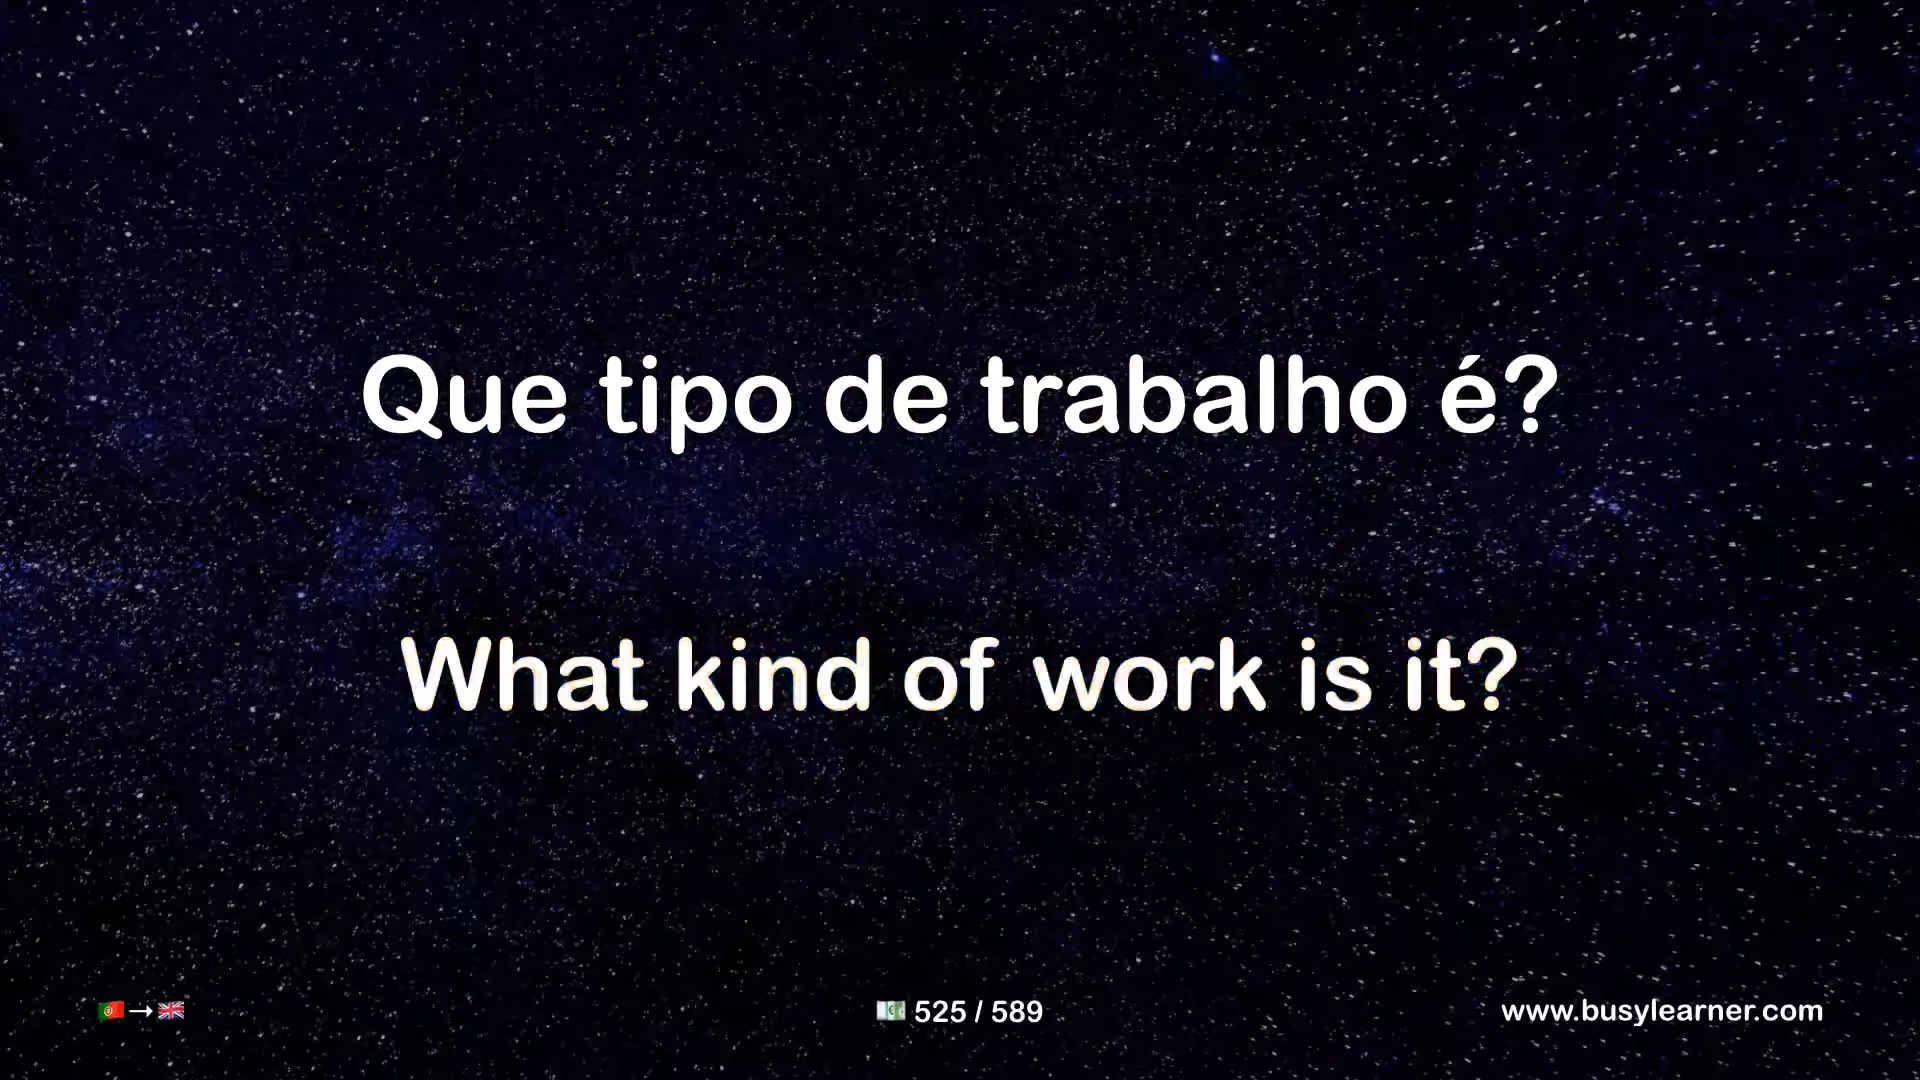 Que tipo de trabalho é?
What kind of work is it?
🇵🇹→🇬🇧
💶 525 / 589
www.busylearner.com